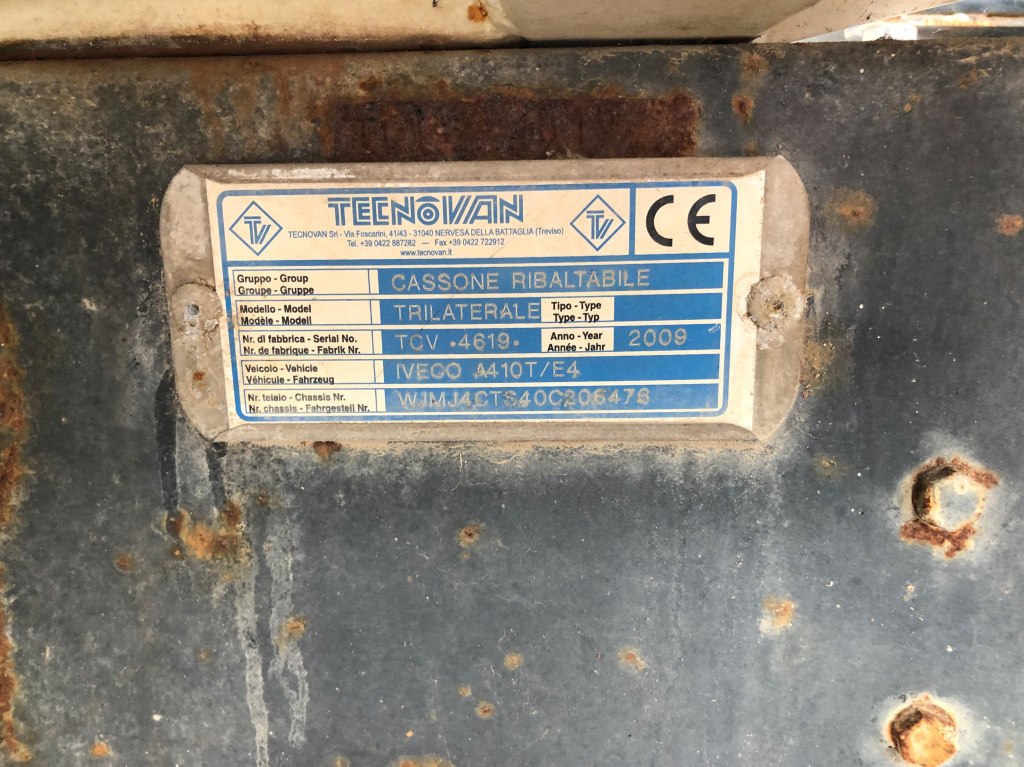 TV TECNOVAN TV CE
TECNOVAN Srl - Via Foscarini, 41/43 - 31040 NERVESA DELLA BATTAGLIA (Treviso)
Tel. +39 0422 887282 — Fax +39 0422 722912
www.tecnovan.it
Gruppo - Group
Groupe - Gruppe
CASSONE RIBALTABILE
Modello - Model
Modèle - Modell
TRILATERALE
Tipo - Type
Type - Typ
Nr. di fabbrica - Serial No.
Nr. de fabrique - Fabrik Nr.
TCV •4619•
Anno - Year
Année - Jahr
2009
Veicolo - Vehicle
Véhicule - Fahrzeug
IVECO A410T/E4
Nr. telaio - Chassis Nr.
Nr. chassis - Fahrgestell Nr.
WJMJ4CTS40C206476